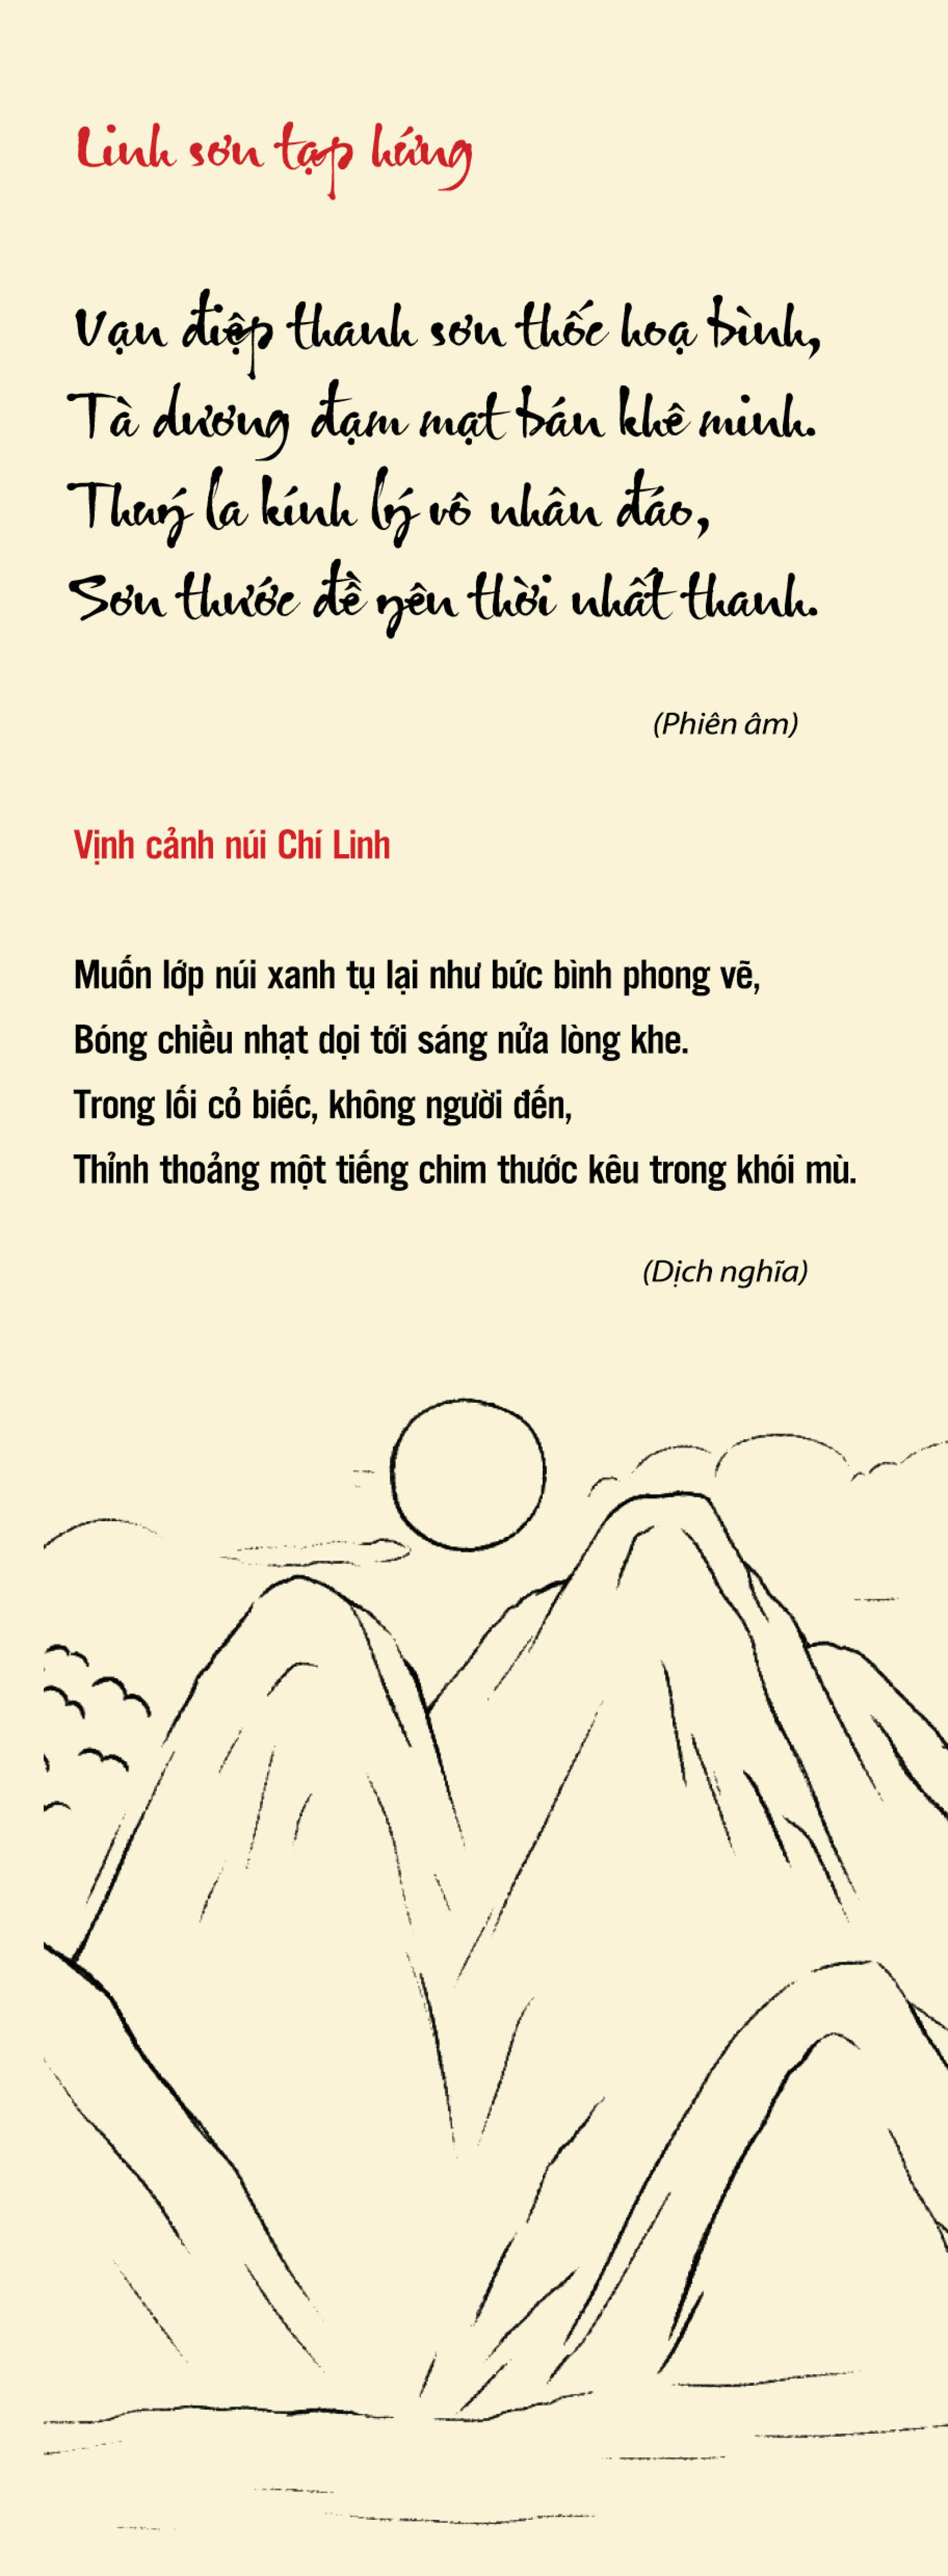 Linh sơn tạp hứng
Vạn điệp thanh sơn thốc hoạ bình,
Tà dương đạm mạt bán khê minh.
Thuý la kính lý vô nhân đáo,
Sơn thước đề yên thời nhất thanh.
(Phiên âm)
Vịnh cảnh núi Chí Linh
Muốn lớp núi xanh tụ lại như bức bình phong vẽ,
Bóng chiều nhạt dọi tới sáng nửa lòng khe.
Trong lối cỏ biếc, không người đến,
Thỉnh thoảng một tiếng chim thước kêu trong khói mù.
(Dịch nghĩa)